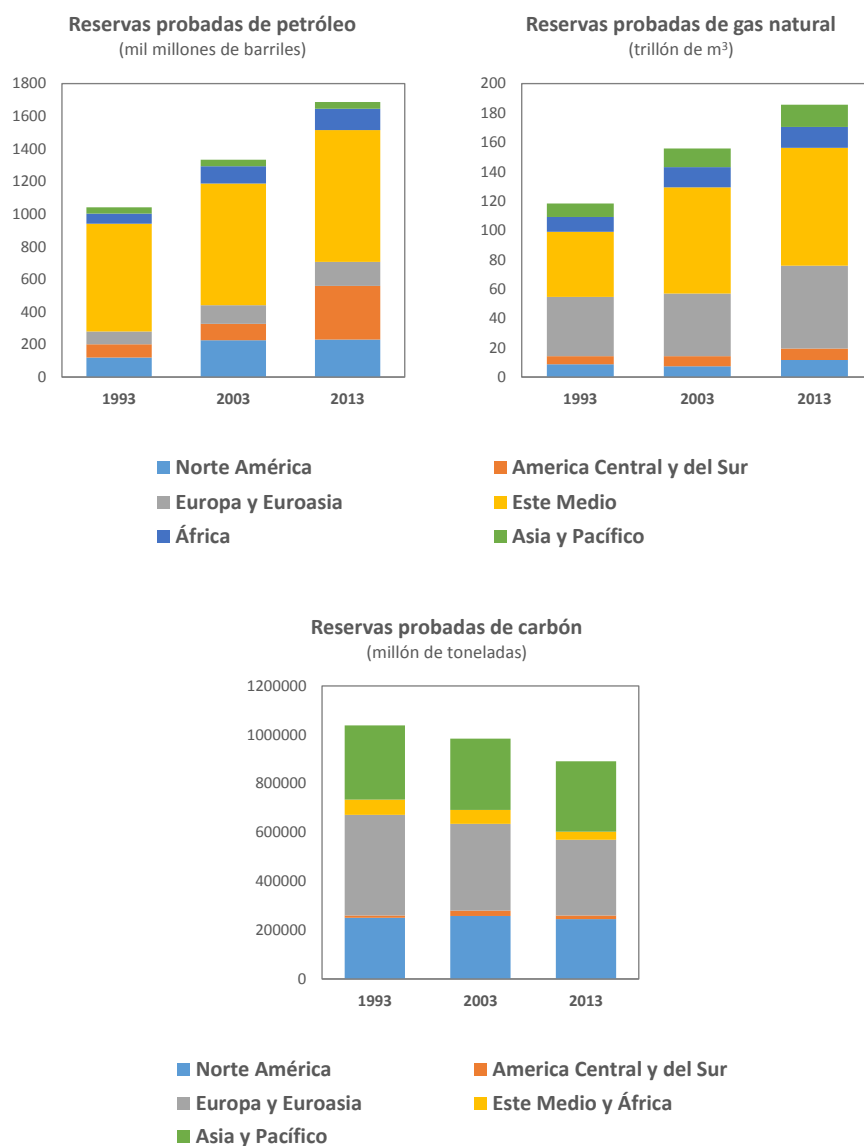 Reservas probadas de petróleo
(mil millones de barriles)
1800
1600
1400
1200
1000
800
600
400
200
0
1993 2003 2013
Reservas probadas de gas natural
(trillón de m³)
200
180
160
140
120
100
80
60
40
20
0
1993 2003 2013
Norte América America Central y del Sur
Europa y Euroasia Este Medio
África Asia y Pacífico
Reservas probadas de carbón
(millón de toneladas)
1200000
1000000
800000
600000
400000
200000
0
1993 2003 2013
Norte América America Central y del Sur
Europa y Euroasia Este Medio y África
Asia y Pacífico